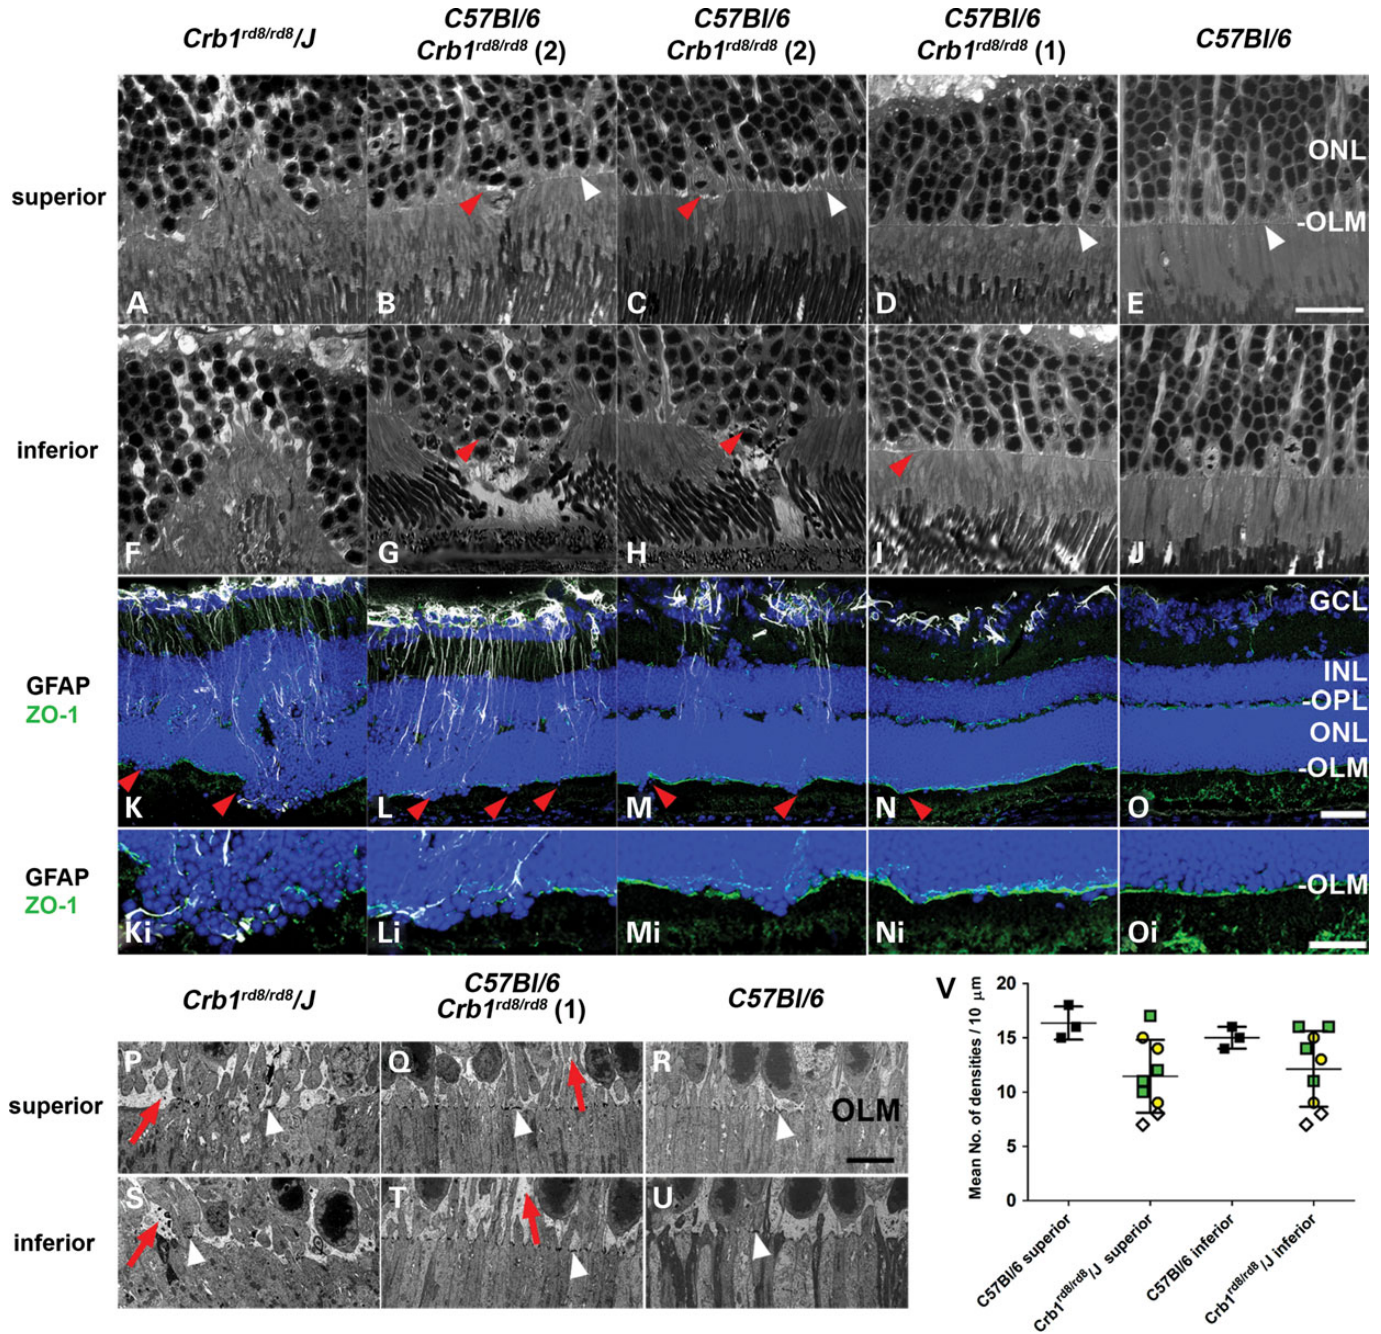 Crb1rd8/rd8/J
C57Bl/6
Crb1rd8/rd8 (2)
C57Bl/6
Crb1rd8/rd8 (2)
C57Bl/6
Crb1rd8/rd8 (1)
C57Bl/6
superior
A
B
C
D
E
ONL
-OLM
inferior
F
G
H
I
J
GFAP
ZO-1
K
L
M
N
O
GCL
INL
-OPL
ONL
-OLM
GFAP
ZO-1
Ki
Li
Mi
Ni
Oi
-OLM
Crb1rd8/rd8/J
C57Bl/6
Crb1rd8/rd8 (1)
C57Bl/6
superior
P
Q
R
OLM
inferior
S
T
U
V
Mean No. of densities / 10 µm
20
15
10
5
0
C57Bl/6 superior
Crb1rd8/rd8/J superior
C57Bl/6 inferior
Crb1rd8/rd8/J inferior